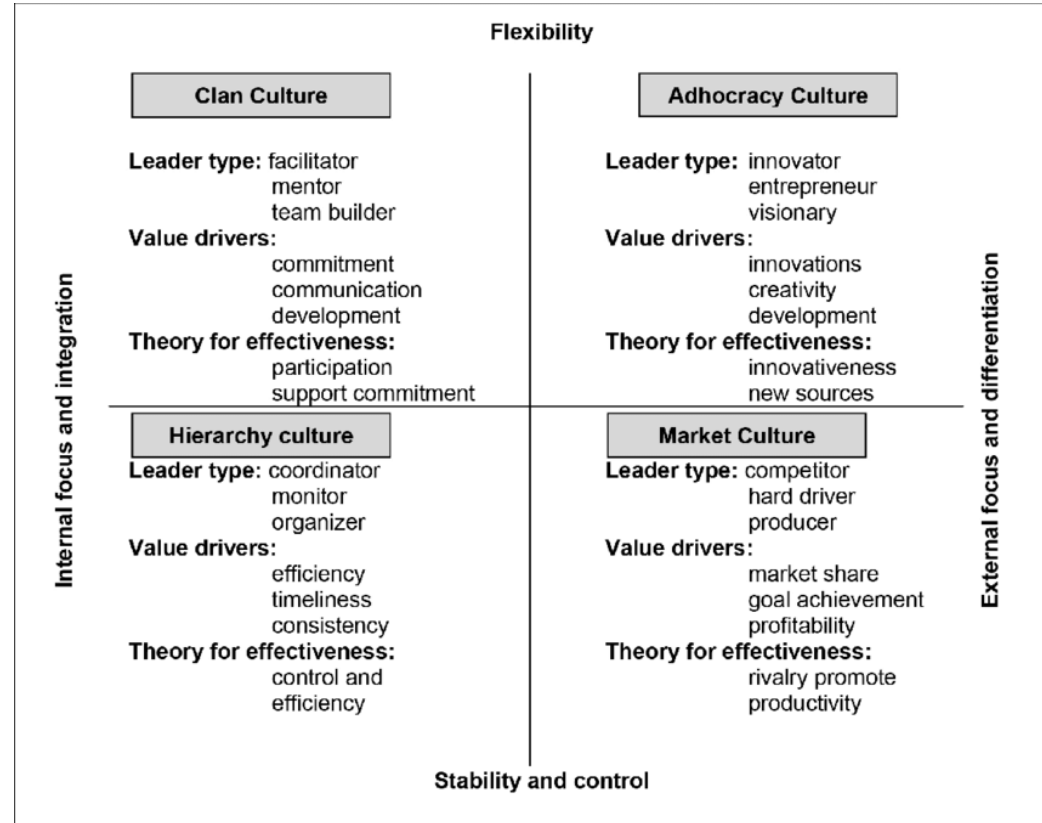 Flexibility
Clan Culture
Leader type: facilitator
mentor
team builder
Value drivers:
commitment
communication
development
Theory for effectiveness:
participation
support commitment
Adhocracy Culture
Leader type: innovator
entrepreneur
visionary
Value drivers:
innovations
creativity
development
Theory for effectiveness:
innovativeness
new sources
Internal focus and integration
External focus and differentiation
Hierarchy culture
Leader type: coordinator
monitor
organizer
Value drivers:
efficiency
timeliness
consistency
Theory for effectiveness:
control and
efficiency
Market Culture
Leader type: competitor
hard driver
producer
Value drivers:
market share
goal achievement
profitability
Theory for effectiveness:
rivalry promote
productivity
Stability and control